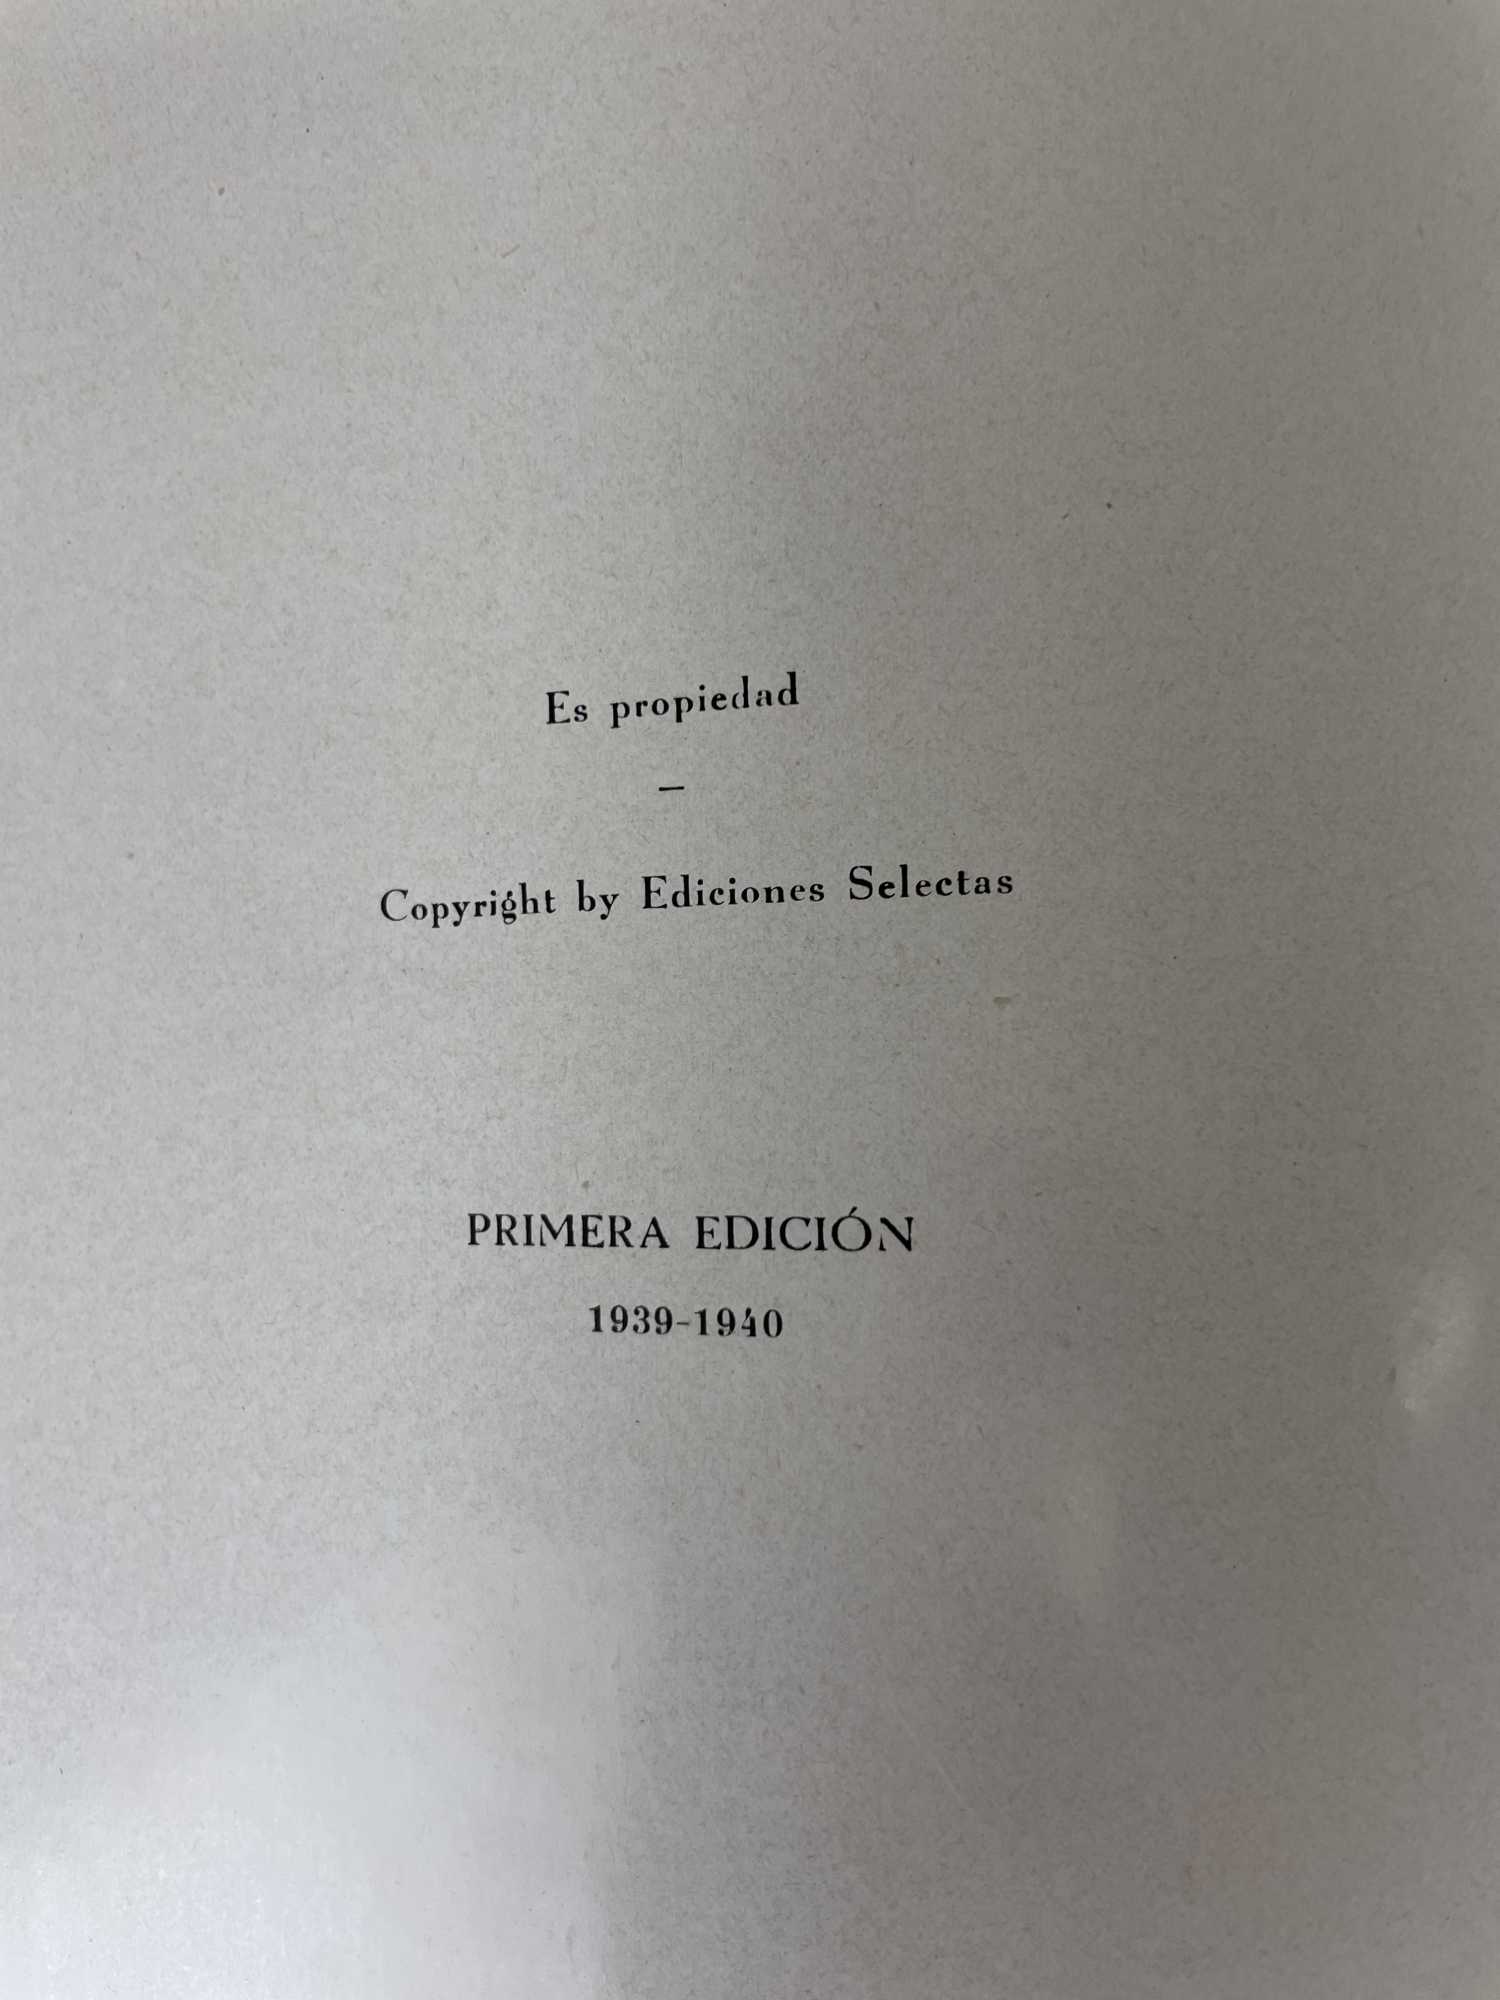 Es propiedad
–
Copyright by Ediciones Selectas
PRIMERA EDICIÓN
1939-1940